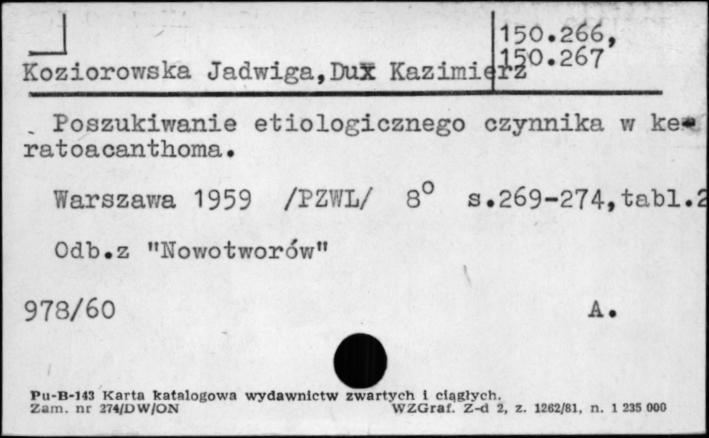 150.266,
150.267
Koziorowska Jadwiga,Dux Kazimierz
Poszukiwanie etiologicznego czynnika w ke-
ratoacanthoma.
Warszawa 1959 /PZWL/ 8° s.269-274,tabl.2
Odb.z "Nowotworów"
978/60 A.
Pu-B-143 Karta katalogowa wydawnictw zwartych i ciągłych.
Zam. nr 274/DW/ON WZGraf. Z-d 2, z. 1262/81, n. 1 235 000